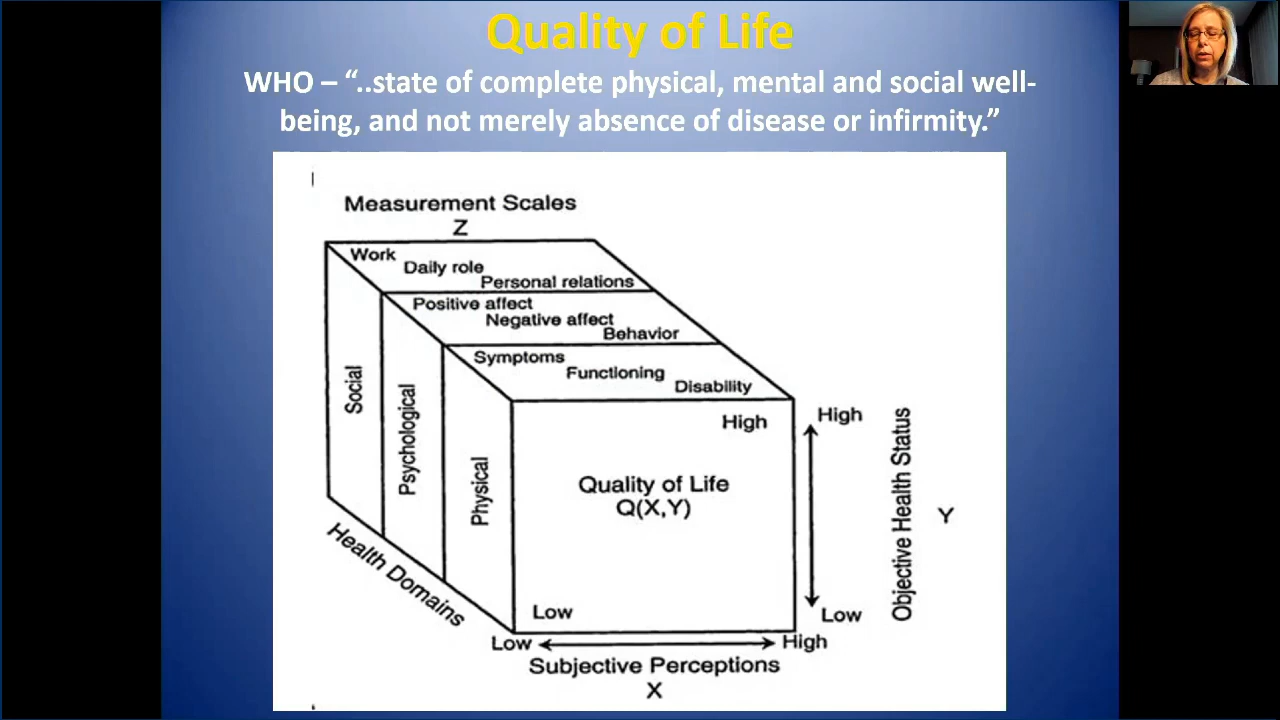 Quality of Life
WHO – “..state of complete physical, mental and social well-
being, and not merely absence of disease or infirmity.”
Measurement Scales
Z
Work
Daily role
Personal relations
Positive affect
Negative affect
Behavior
Symptoms
Functioning
Disability
Social
Psychological
Physical
Health Domains
High
Quality of Life
Q(X,Y)
Low
High
Low
Objective Health Status
Y
Low
High
Subjective Perceptions
X